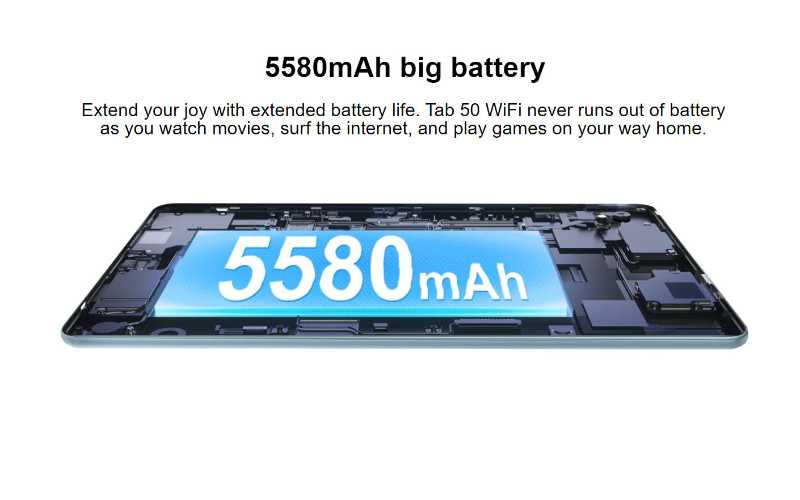 5580mAh big battery
Extend your joy with extended battery life. Tab 50 WiFi never runs out of battery
as you watch movies, surf the internet, and play games on your way home.
5580mAh